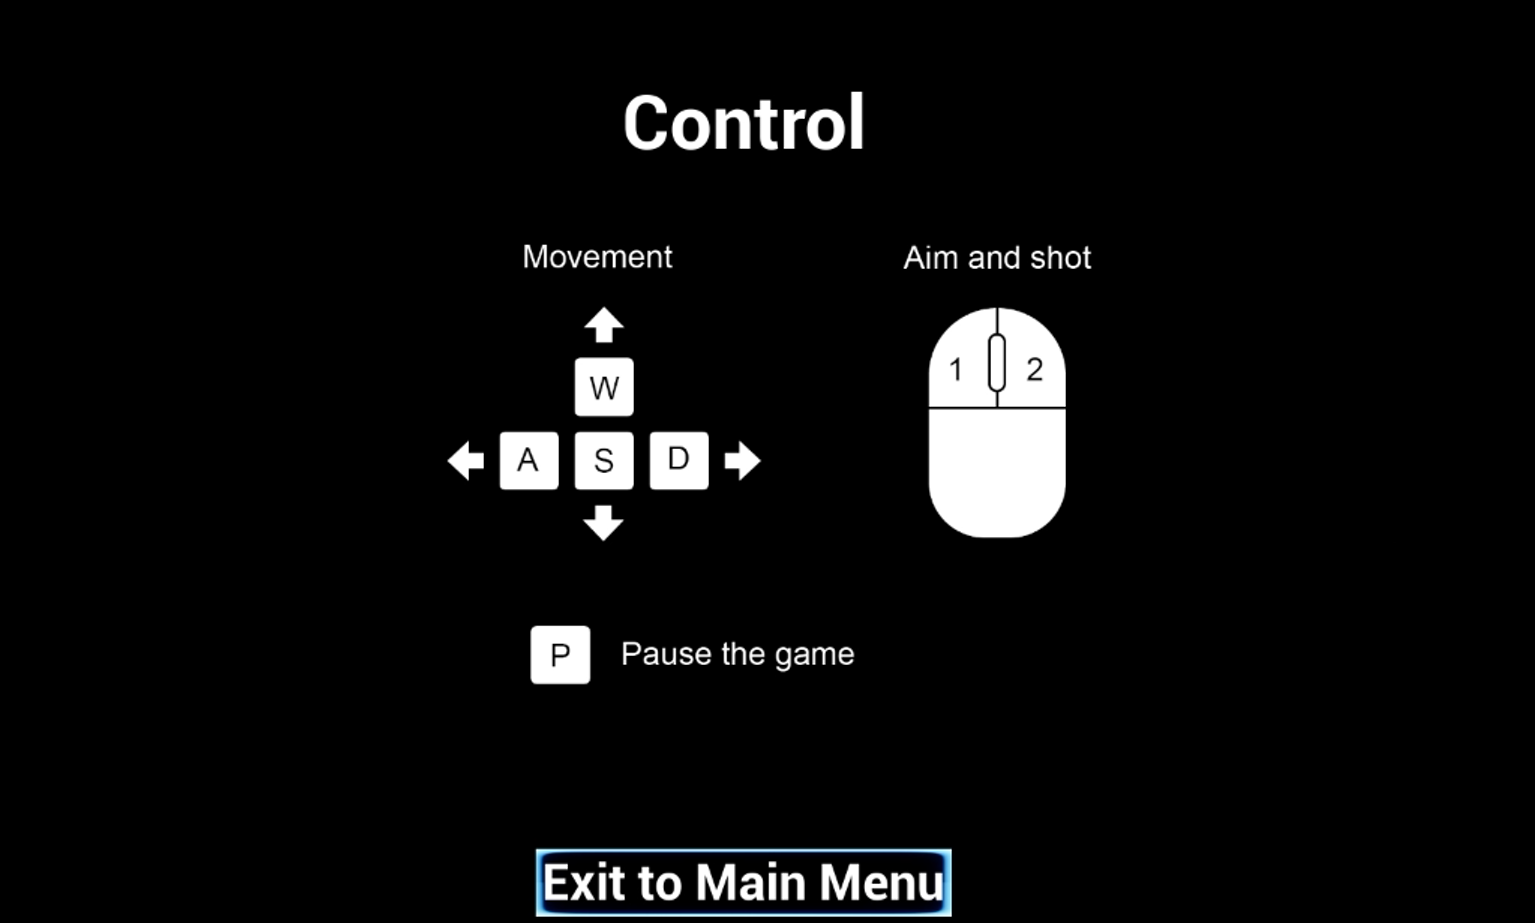 Control
Movement
Aim and shot
W
1 2
A S D
P Pause the game
Exit to Main Menu